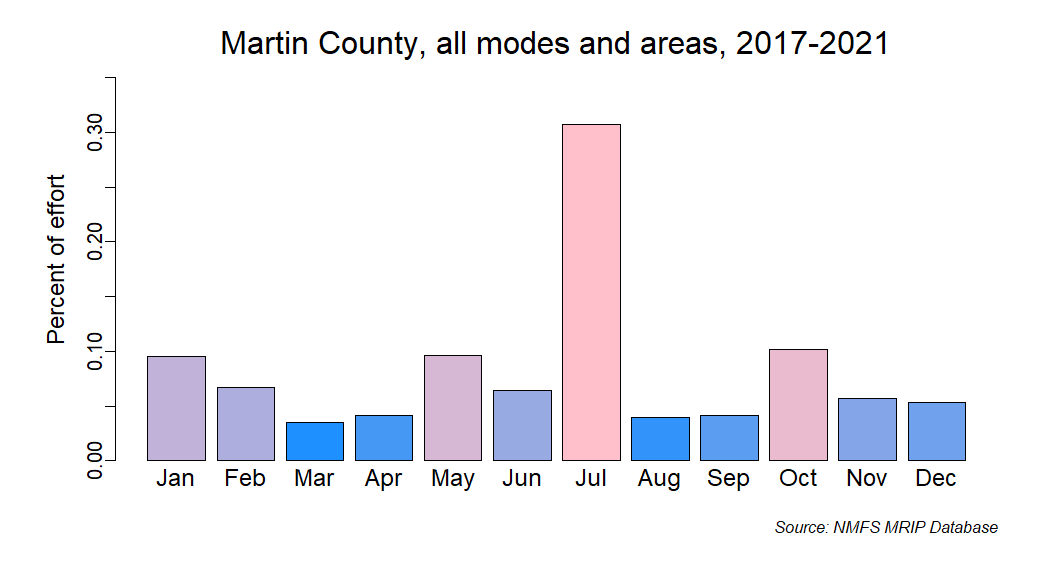 Martin County, all modes and areas, 2017-2021
Percent of effort
0.30
0.20
0.10
0.00
Jan Feb Mar Apr May Jun Jul Aug Sep Oct Nov Dec
Source: NMFS MRIP Database